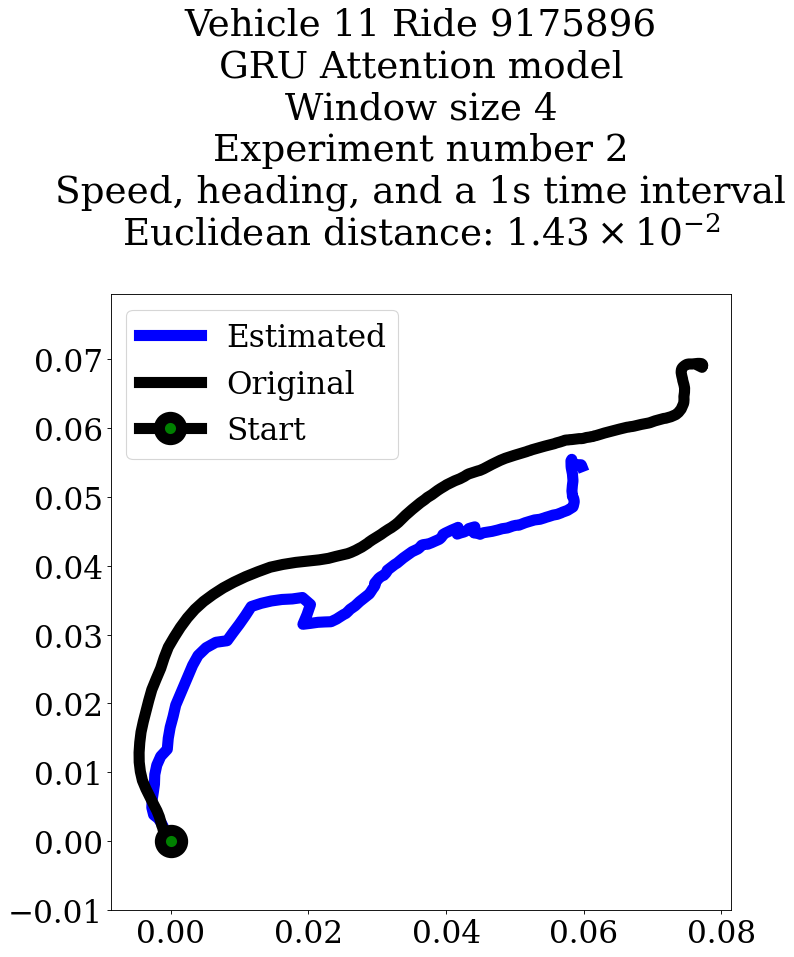 Vehicle 11 Ride 9175896
GRU Attention model
Window size 4
Experiment number 2
Speed, heading, and a 1s time interval
Euclidean distance: 1.43 × 10⁻²
Estimated
Original
Start
0.07
0.06
0.05
0.04
0.03
0.02
0.01
0.00
−0.01
0.00 0.02 0.04 0.06 0.08